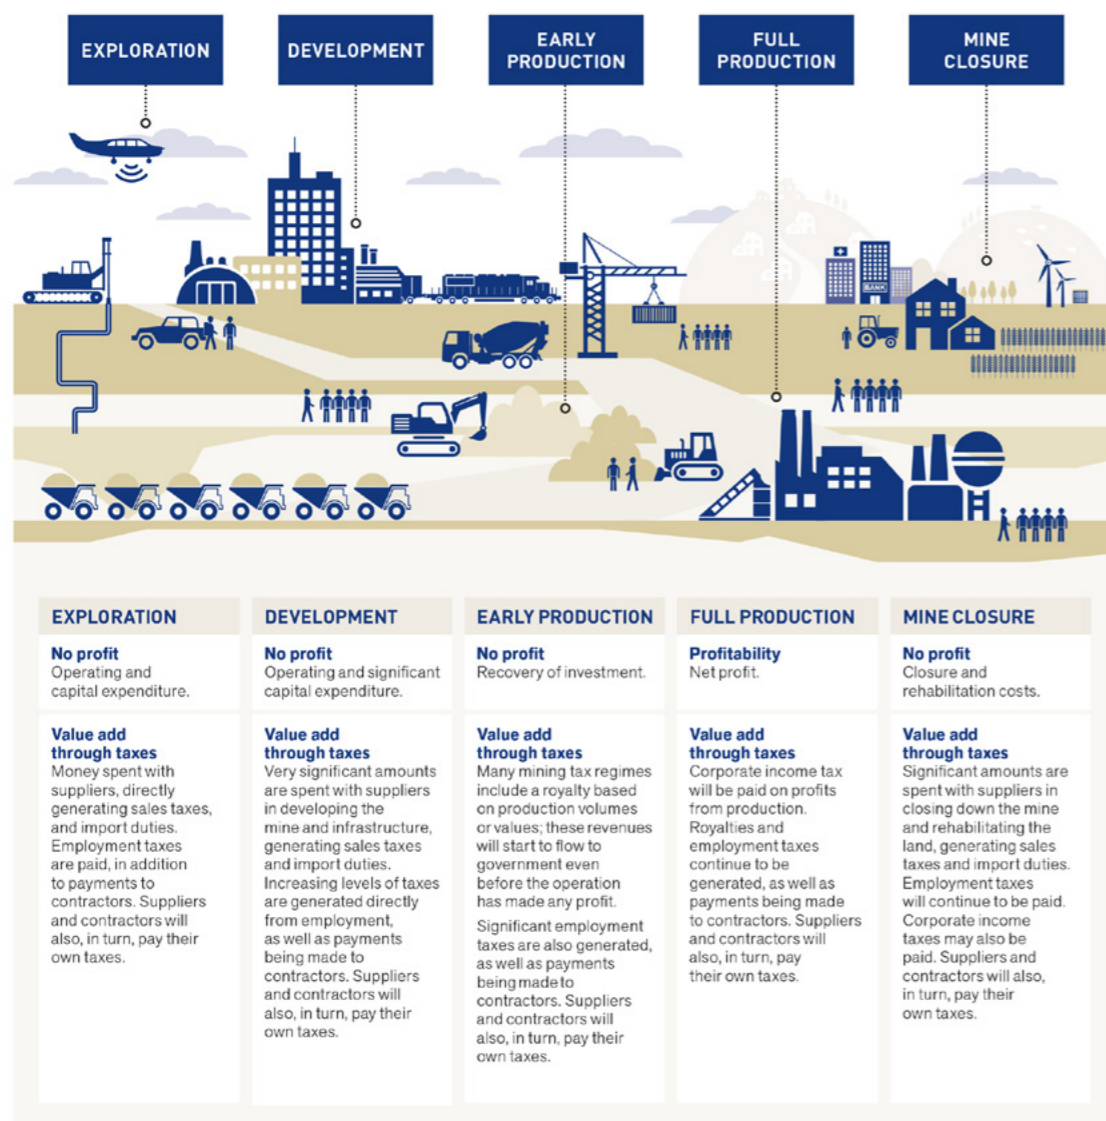 EXPLORATION
DEVELOPMENT
EARLY
PRODUCTION
FULL
PRODUCTION
MINE
CLOSURE
BANK
EXPLORATION
No profit
Operating and
capital expenditure.
Value add
through taxes
Money spent with
suppliers, directly
generating sales taxes,
and import duties.
Employment taxes
are paid, in addition
to payments to
contractors. Suppliers
and contractors will
also, in turn, pay their
own taxes.
DEVELOPMENT
No profit
Operating and significant
capital expenditure.
Value add
through taxes
Very significant amounts
are spent with suppliers
in developing the
mine and infrastructure,
generating sales taxes
and import duties.
Increasing levels of taxes
are generated directly
from employment,
as well as payments
being made to
contractors. Suppliers
and contractors will
also, in turn, pay their
own taxes.
EARLY PRODUCTION
No profit
Recovery of investment.
Value add
through taxes
Many mining tax regimes
include a royalty based
on production volumes
or values; these revenues
will start to flow to
government even
before the operation
has made any profit.
Significant employment
taxes are also generated,
as well as payments
being made to
contractors. Suppliers
and contractors will
also, in turn, pay their
own taxes.
FULL PRODUCTION
Profitability
Net profit.
Value add
through taxes
Corporate income tax
will be paid on profits
from production.
Royalties and
employment taxes
continue to be
generated, as well as
payments being made
to contractors. Suppliers
and contractors will
also, in turn, pay
their own taxes.
MINE CLOSURE
No profit
Closure and
rehabilitation costs.
Value add
through taxes
Significant amounts are
spent with suppliers in
closing down the mine
and rehabilitating the
land, generating sales
taxes and import duties.
Employment taxes
will continue to be paid.
Corporate income
taxes may also be
paid. Suppliers and
contractors will also,
in turn, pay their
own taxes.